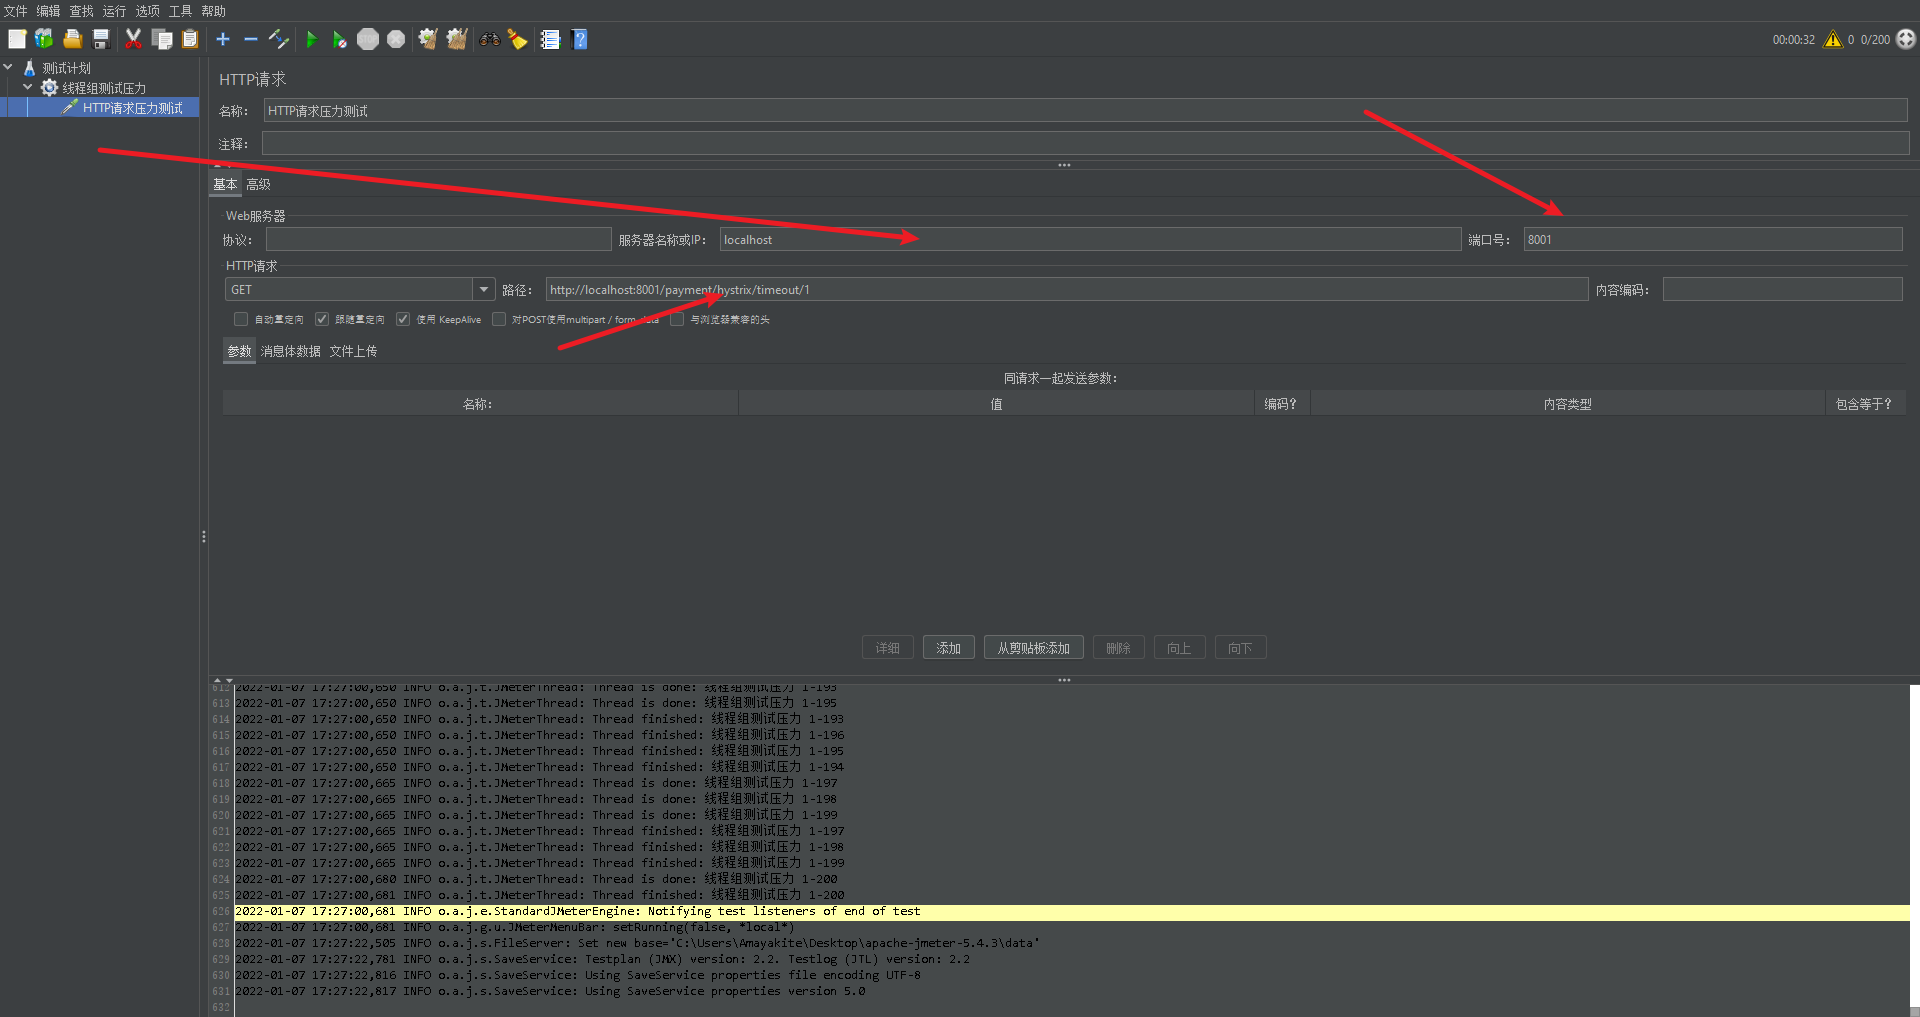 文件 编辑 查找 运行 选项 工具 帮助
00:00:32 0 0/200
测试计划
线程组测试压力
HTTP请求压力测试
HTTP请求
名称： HTTP请求压力测试
注释：
基本 高级
Web服务器
协议： 服务器名称或IP： localhost 端口号： 8001
HTTP请求
GET 路径： http://localhost:8001/payment/hystrix/timeout/1 内容编码：
自动重定向 跟随重定向 使用 KeepAlive 对POST使用multipart / form-data 与浏览器兼容的头
参数 消息体数据 文件上传
同请求一起发送参数：
名称： 值 编码？ 内容类型 包含等于？
详细 添加 从剪贴板添加 删除 向上 向下
612 2022-01-07 17:27:00,650 INFO o.a.j.t.JMeterThread: Thread is done: 线程组测试压力 1-193
613 2022-01-07 17:27:00,650 INFO o.a.j.t.JMeterThread: Thread is done: 线程组测试压力 1-195
614 2022-01-07 17:27:00,650 INFO o.a.j.t.JMeterThread: Thread finished: 线程组测试压力 1-193
615 2022-01-07 17:27:00,650 INFO o.a.j.t.JMeterThread: Thread finished: 线程组测试压力 1-196
616 2022-01-07 17:27:00,650 INFO o.a.j.t.JMeterThread: Thread finished: 线程组测试压力 1-195
617 2022-01-07 17:27:00,650 INFO o.a.j.t.JMeterThread: Thread finished: 线程组测试压力 1-194
618 2022-01-07 17:27:00,665 INFO o.a.j.t.JMeterThread: Thread is done: 线程组测试压力 1-197
619 2022-01-07 17:27:00,665 INFO o.a.j.t.JMeterThread: Thread is done: 线程组测试压力 1-198
620 2022-01-07 17:27:00,665 INFO o.a.j.t.JMeterThread: Thread is done: 线程组测试压力 1-199
621 2022-01-07 17:27:00,665 INFO o.a.j.t.JMeterThread: Thread finished: 线程组测试压力 1-197
622 2022-01-07 17:27:00,665 INFO o.a.j.t.JMeterThread: Thread finished: 线程组测试压力 1-198
623 2022-01-07 17:27:00,665 INFO o.a.j.t.JMeterThread: Thread finished: 线程组测试压力 1-199
624 2022-01-07 17:27:00,680 INFO o.a.j.t.JMeterThread: Thread is done: 线程组测试压力 1-200
625 2022-01-07 17:27:00,681 INFO o.a.j.t.JMeterThread: Thread finished: 线程组测试压力 1-200
626 2022-01-07 17:27:00,681 INFO o.a.j.e.StandardJMeterEngine: Notifying test listeners of end of test
627 2022-01-07 17:27:00,681 INFO o.a.j.g.u.JMeterMenuBar: setRunning(false, *local*)
628 2022-01-07 17:27:22,505 INFO o.a.j.s.FileServer: Set new base='C:\Users\Amayakite\Desktop\apache-jmeter-5.4.3\data'
629 2022-01-07 17:27:22,781 INFO o.a.j.s.SaveService: Testplan (JMX) version: 2.2. Testlog (JTL) version: 2.2
630 2022-01-07 17:27:22,816 INFO o.a.j.s.SaveService: Using SaveService properties file encoding UTF-8
631 2022-01-07 17:27:22,817 INFO o.a.j.s.SaveService: Using SaveService properties version 5.0
632